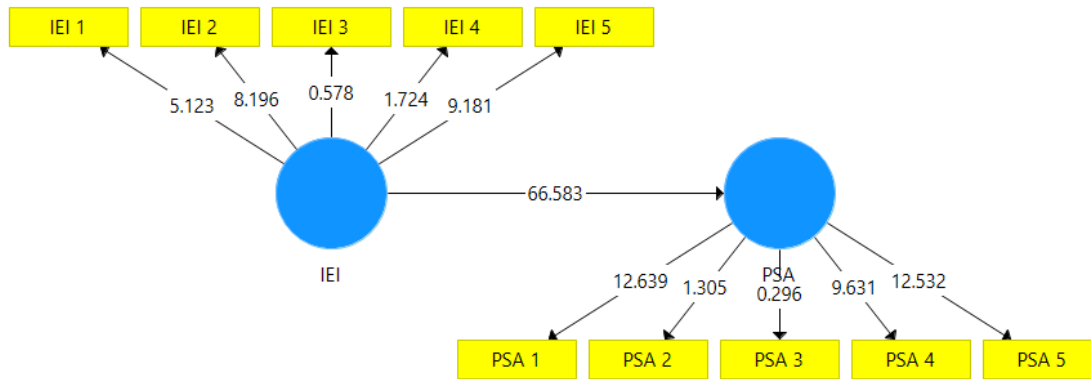 IEI 1
IEI 2
IEI 3
IEI 4
IEI 5
5.123
8.196
0.578
1.724
9.181
66.583
IEI
PSA
12.639
1.305
0.296
9.631
12.532
PSA 1
PSA 2
PSA 3
PSA 4
PSA 5